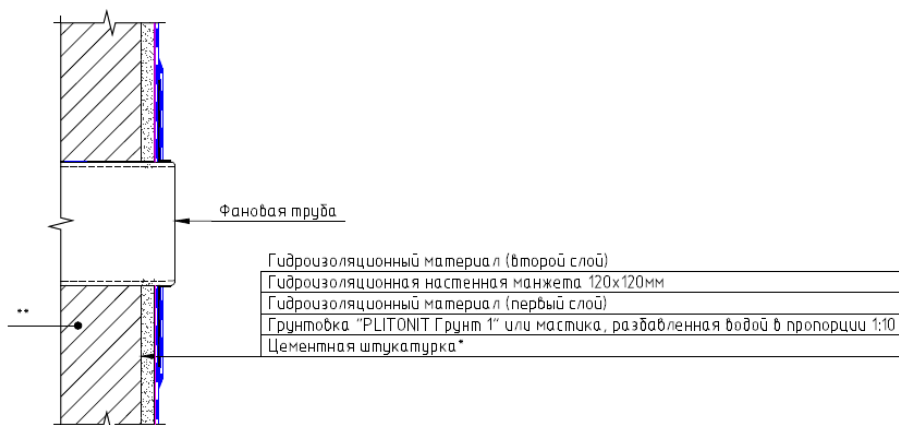 Фановая труба
Гидроизоляционный материал (второй слой)
Гидроизоляционная настенная манжета 120х120мм
Гидроизоляционный материал (первый слой)
Грунтовка "PLITONIT Грунт 1" или мастика, разбавленная водой в пропорции 1:10
**
Цементная штукатурка*